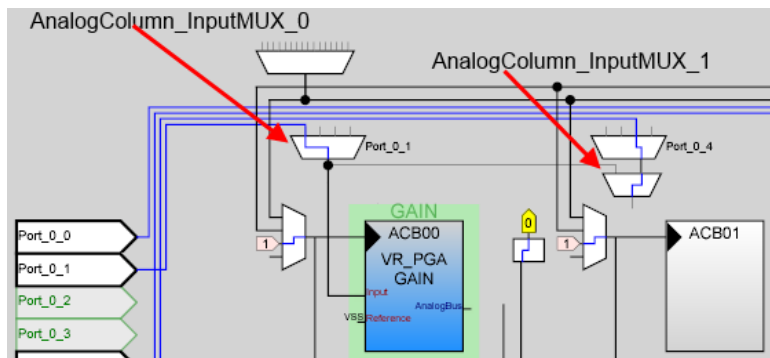 AnalogColumn_InputMUX_0
AnalogColumn_InputMUX_1
Port_0_1
Port_0_4
GAIN
Port_0_0
Port_0_1
Port_0_2
Port_0_3
1
ACB00
VR_PGA
GAIN
Input
AnalogBus
VSS
Reference
0
1
ACB01